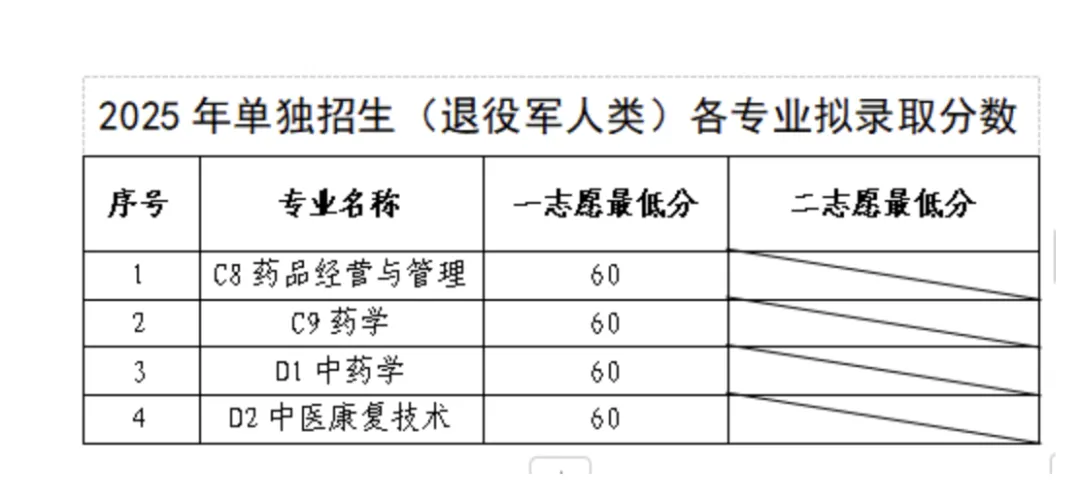 2025 年单独招生（退役军人类）各专业拟录取分数
序号 专业名称 一志愿最低分 二志愿最低分
1 C8 药品经营与管理 60
2 C9 药学 60
3 D1 中药学 60
4 D2 中医康复技术 60